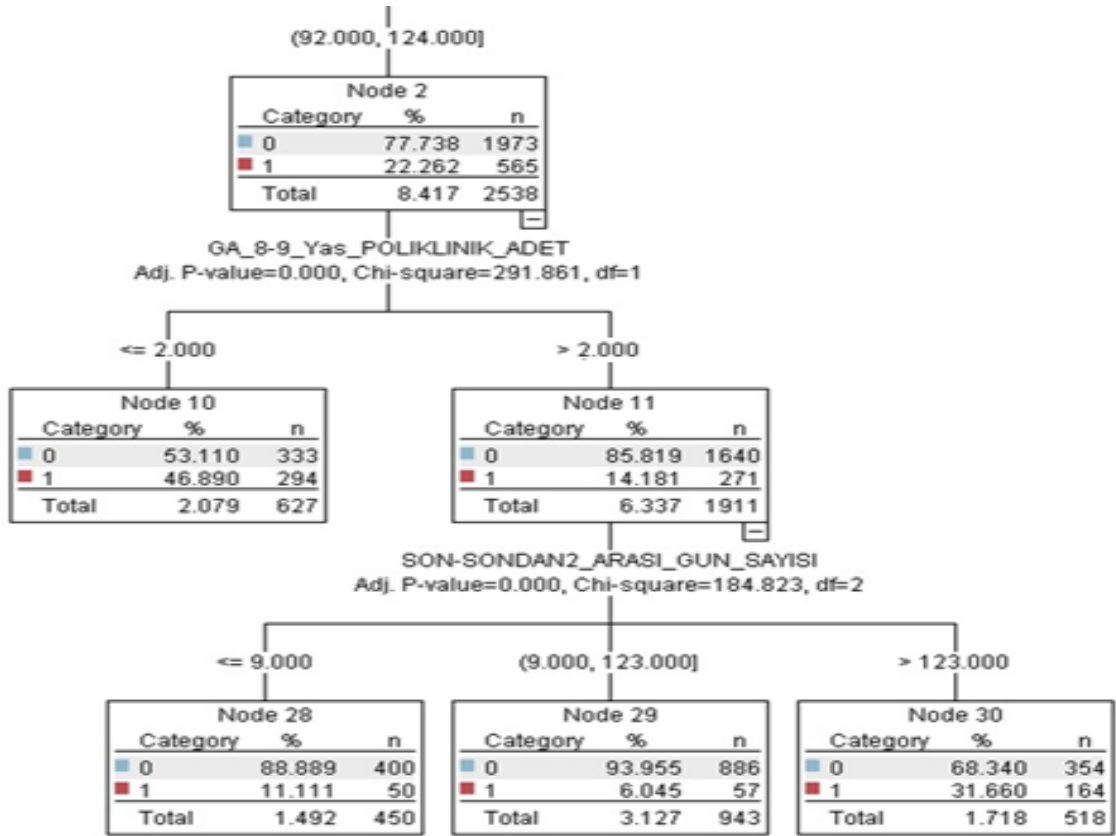 (92.000, 124.000]
Node 2
Category % n
0 77.738 1973
1 22.262 565
Total 8.417 2538
GA_8-9_Yas_POLIKLINIK_ADET
Adj. P-value=0.000, Chi-square=291.861, df=1
<= 2.000 > 2.000
Node 10
Category % n
0 53.110 333
1 46.890 294
Total 2.079 627
Node 11
Category % n
0 85.819 1640
1 14.181 271
Total 6.337 1911
SON-SONDAN2_ARASI_GUN_SAYISI
Adj. P-value=0.000, Chi-square=184.823, df=2
<= 9.000 (9.000, 123.000] > 123.000
Node 28
Category % n
0 88.889 400
1 11.111 50
Total 1.492 450
Node 29
Category % n
0 93.955 886
1 6.045 57
Total 3.127 943
Node 30
Category % n
0 68.340 354
1 31.660 164
Total 1.718 518